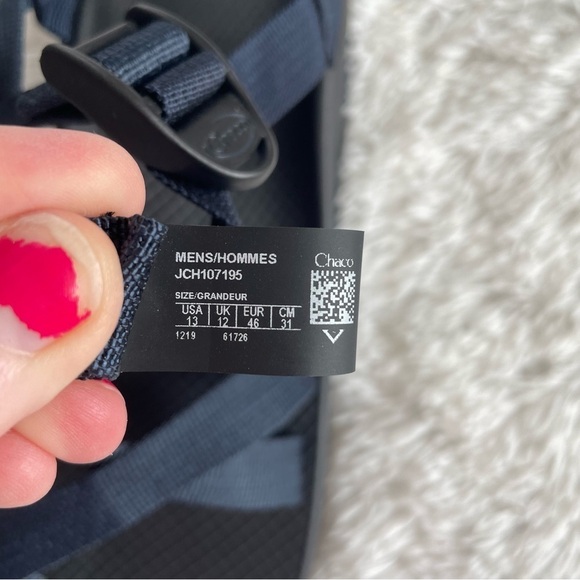 MENS/HOMMES
JCH107195
Chaco
SIZE/GRANDEUR
USA UK EUR CM
13 12 46 31
1219 61726